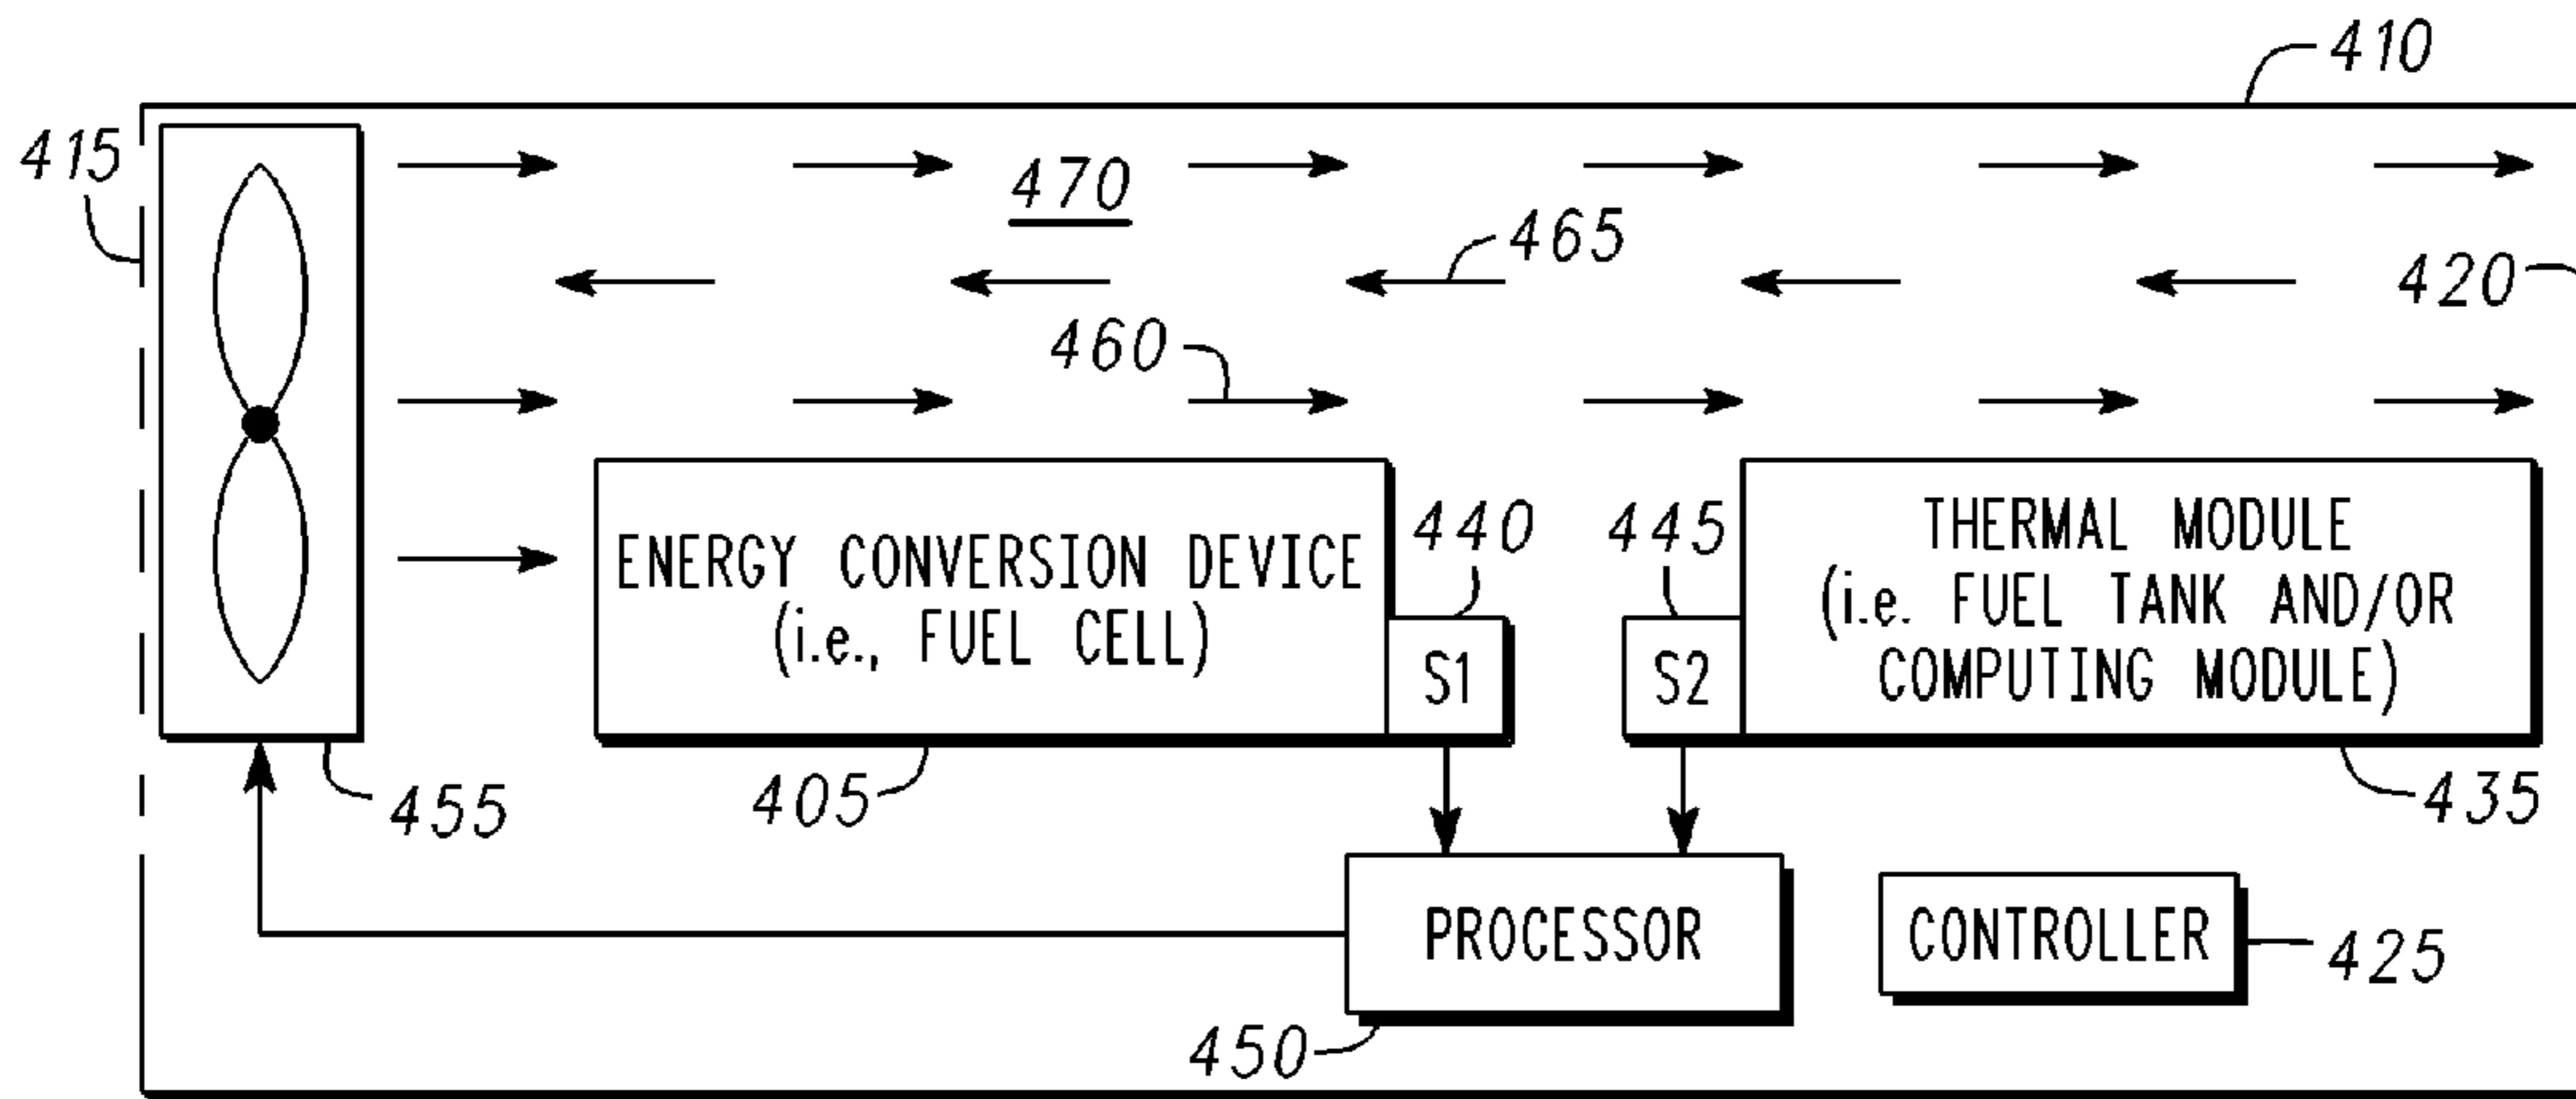 410
415
470
465
420
460
440
445
ENERGY CONVERSION DEVICE
(i.e., FUEL CELL)
S1
S2
THERMAL MODULE
(i.e. FUEL TANK AND/OR
COMPUTING MODULE)
455
405
435
PROCESSOR
CONTROLLER
425
450